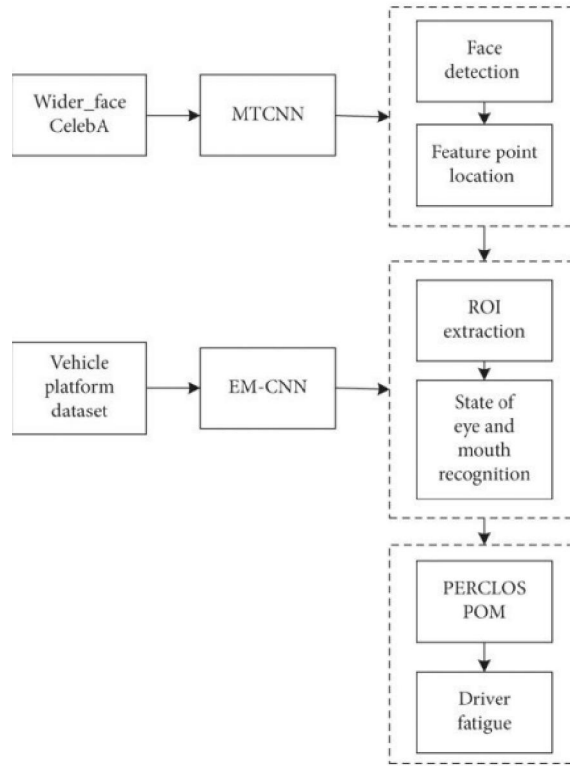 Face
detection
Wider_face
CelebA
MTCNN
Feature point
location
ROI
extraction
Vehicle
platform
dataset
EM-CNN
State of
eye and
mouth
recognition
PERCLOS
POM
Driver
fatigue